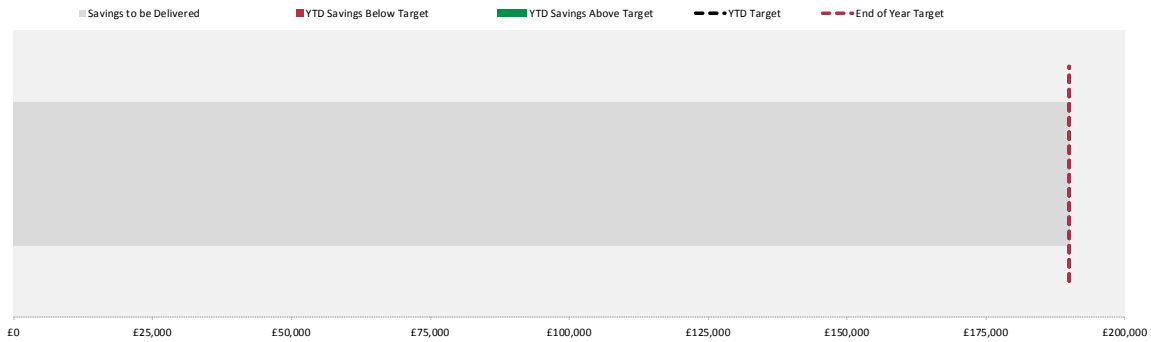 Savings to be Delivered YTD Savings Below Target YTD Savings Above Target YTD Target End of Year Target
£0 £25,000 £50,000 £75,000 £100,000 £125,000 £150,000 £175,000 £200,000